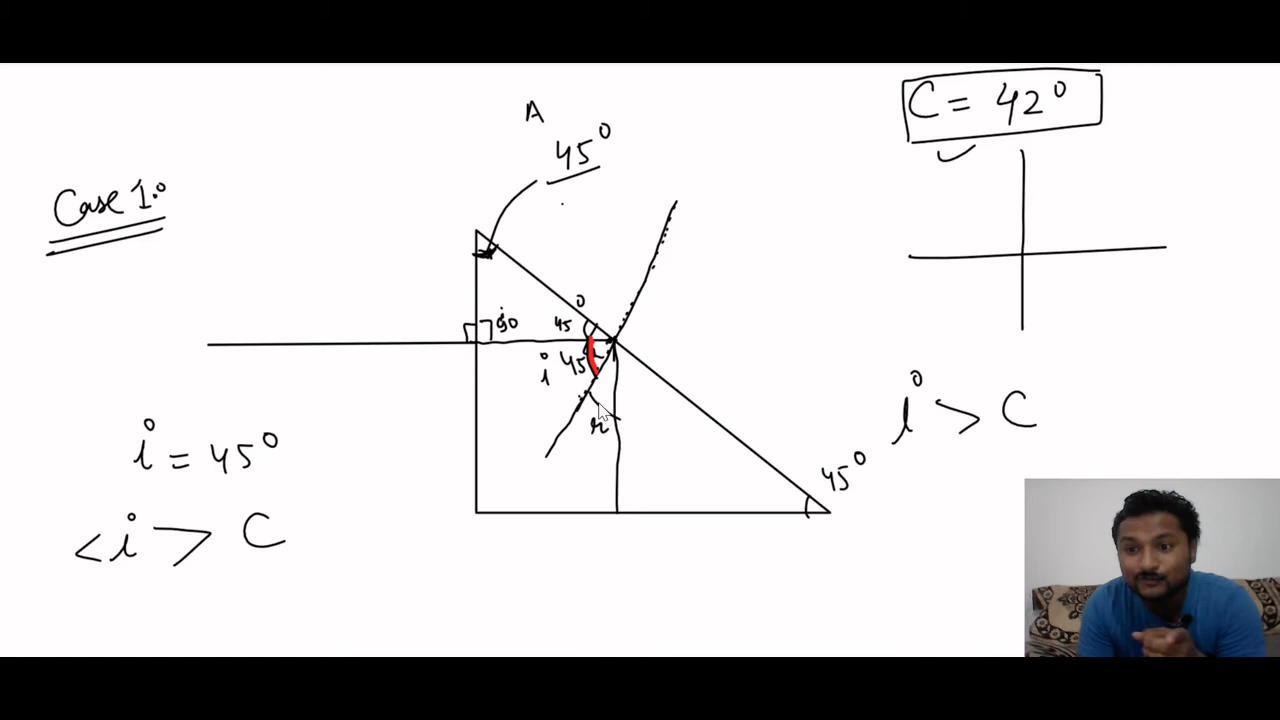 C = 42°
A
45°
Case 1:
90
45
45
i
r
45°
i > C
i = 45°
<i > C